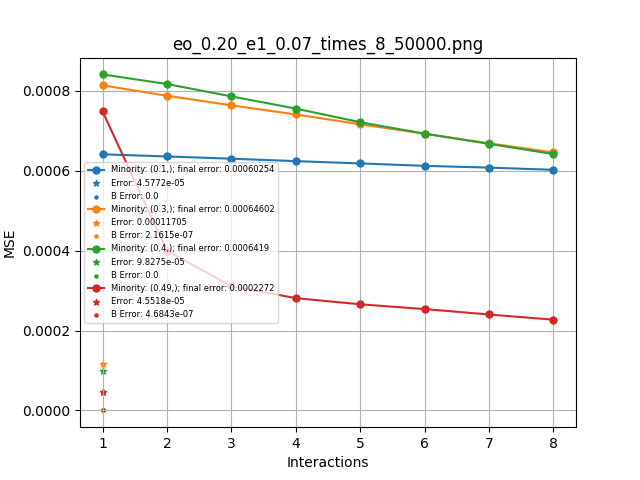 eo_0.20_e1_0.07_times_8_50000.png
MSE
0.0008
0.0006
0.0004
0.0002
0.0000
Minority: (0.1,); final error: 0.00060254
Error: 4.5772e-05
B Error: 0.0
Minority: (0.3,); final error: 0.00064602
Error: 0.00011705
B Error: 2.1615e-07
Minority: (0.4,); final error: 0.0006419
Error: 9.8275e-05
B Error: 0.0
Minority: (0.49,); final error: 0.0002272
Error: 4.5518e-05
B Error: 4.6843e-07
1 2 3 4 5 6 7 8
Interactions